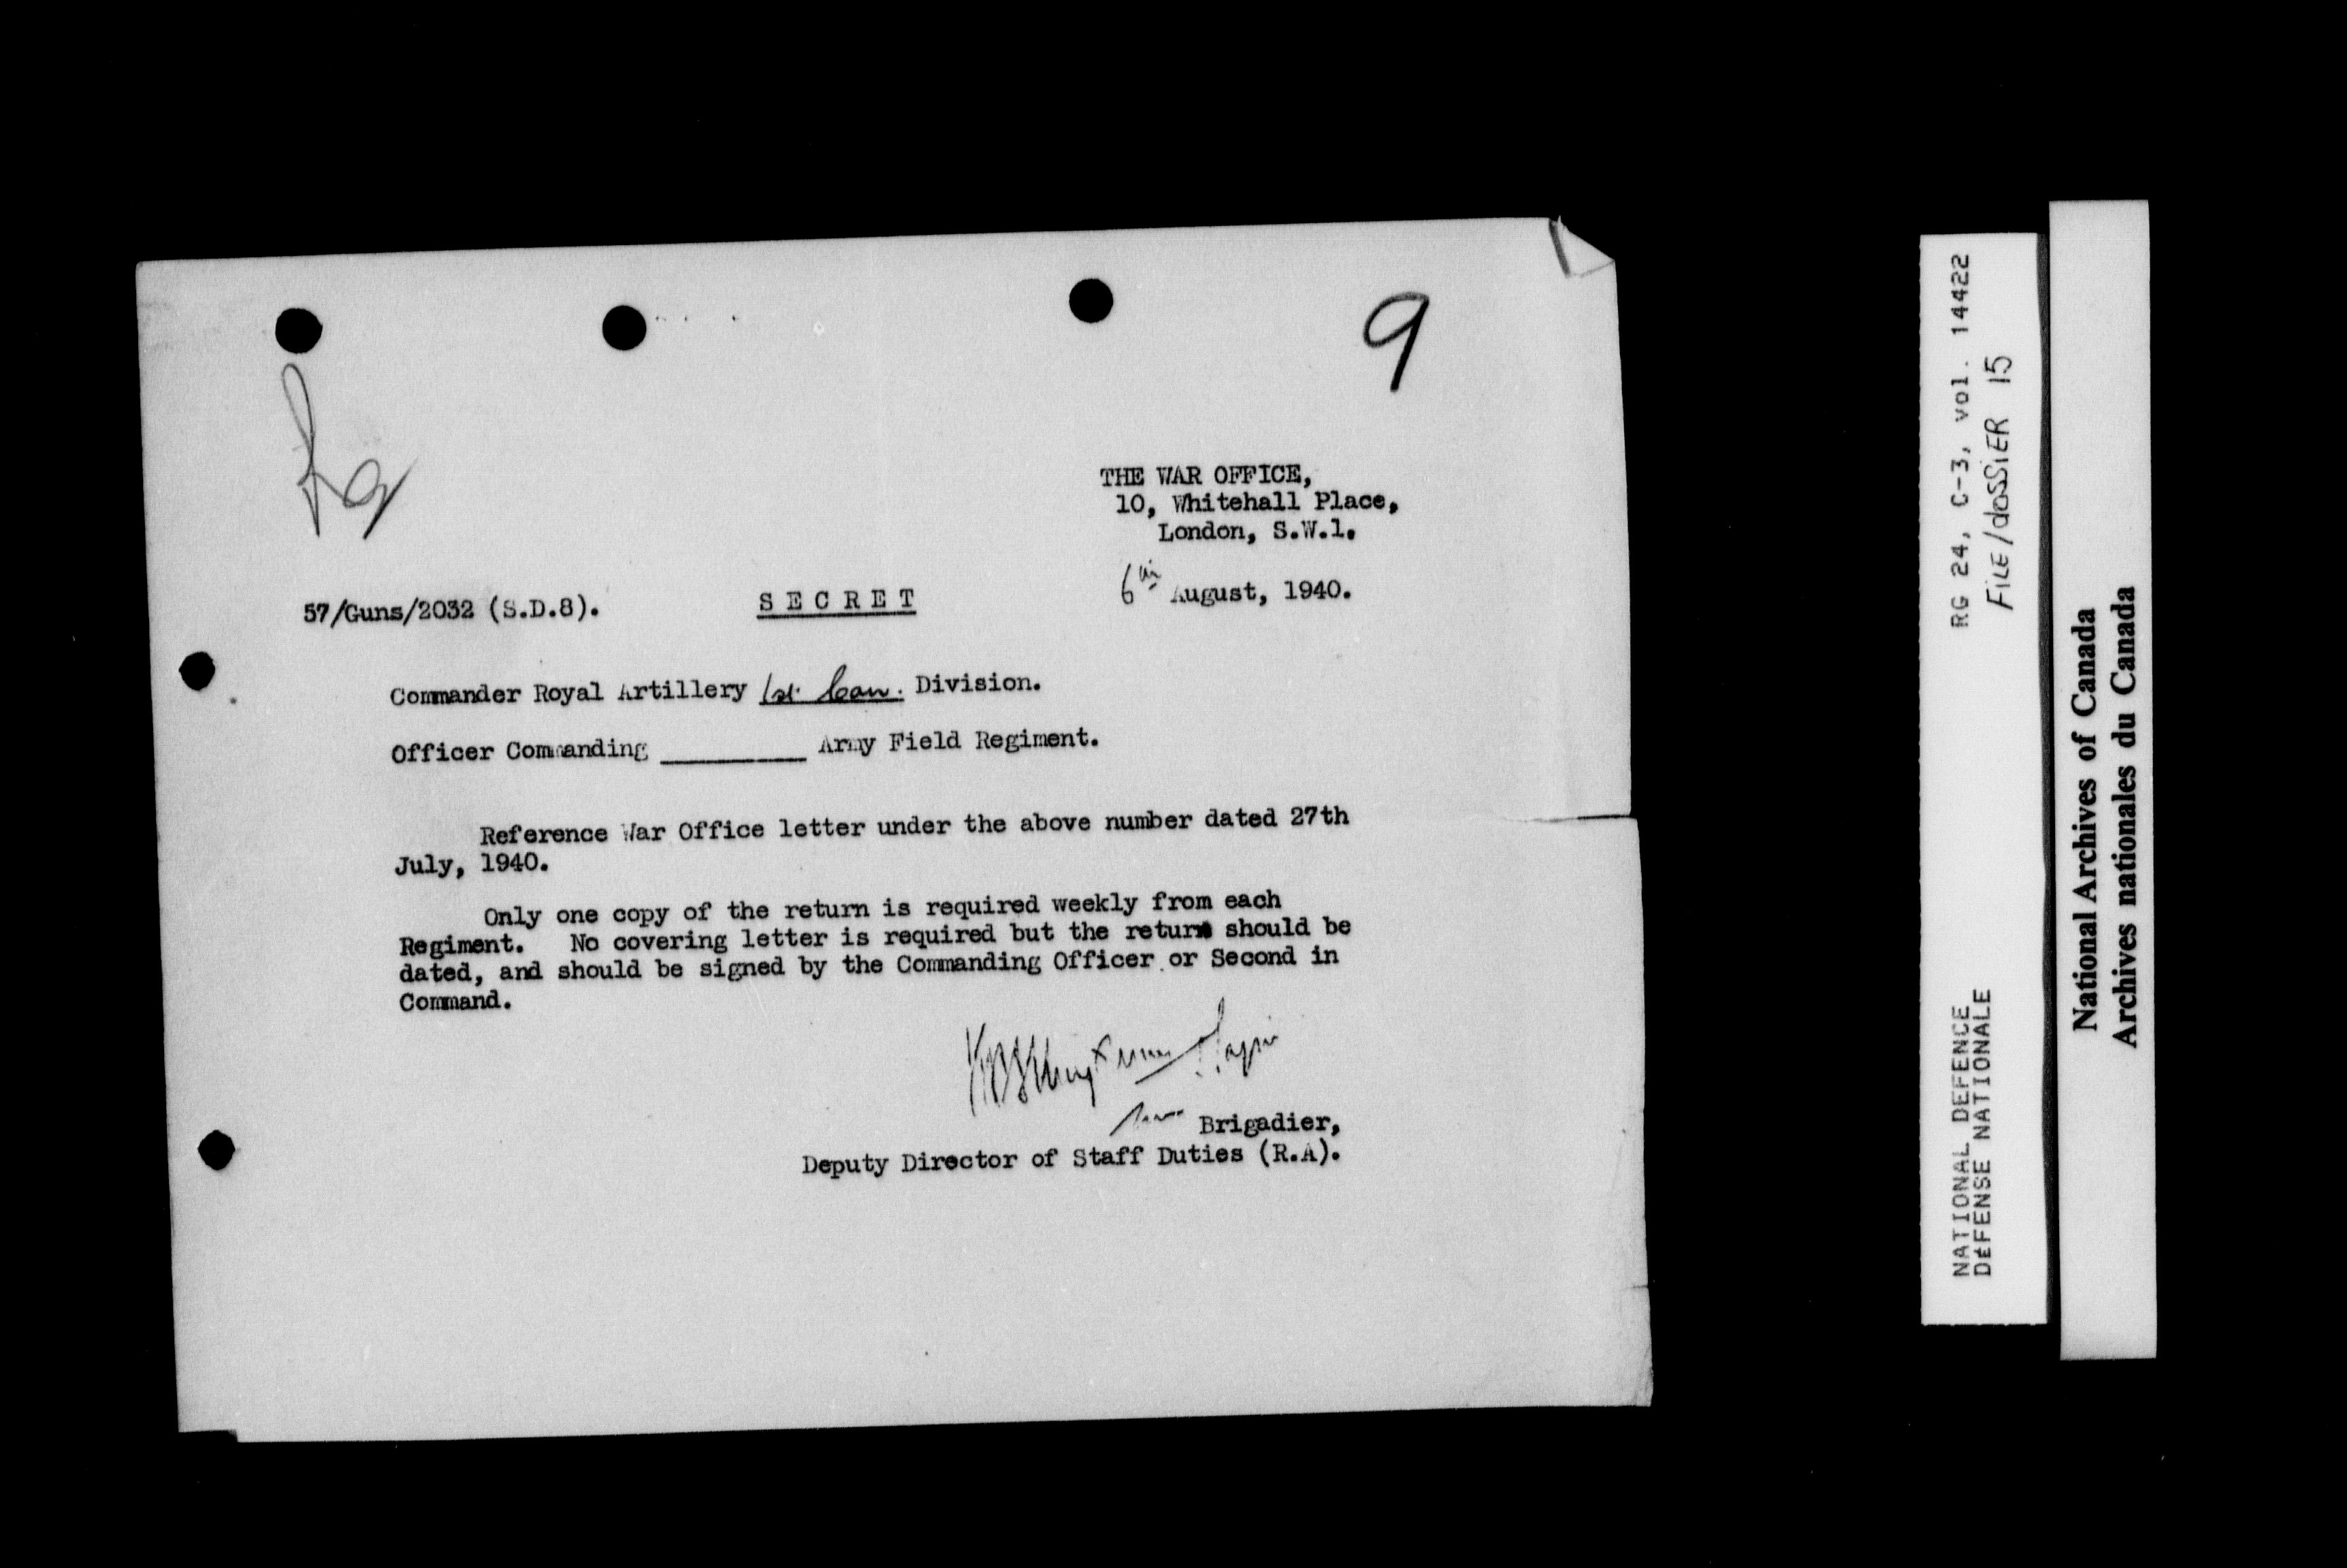 9
THE WAR OFFICE,
10, Whitehall Place,
London, S.W.1.
6th August, 1940.
57/Guns/2032 (S.D.8).
SECRET
Commander Royal Artillery 1st Can. Division.
Officer Commanding ________ Army Field Regiment.
Reference War Office letter under the above number dated 27th
July, 1940.
Only one copy of the return is required weekly from each
Regiment. No covering letter is required but the return should be
dated, and should be signed by the Commanding Officer or Second in
Command.
Brigadier,
Deputy Director of Staff Duties (R.A).
RG 24, C-3, vol. 14422
FILE/dOSSiER 15
NATIONAL DEFENCE
DÉFENSE NATIONALE
National Archives of Canada
Archives nationales du Canada